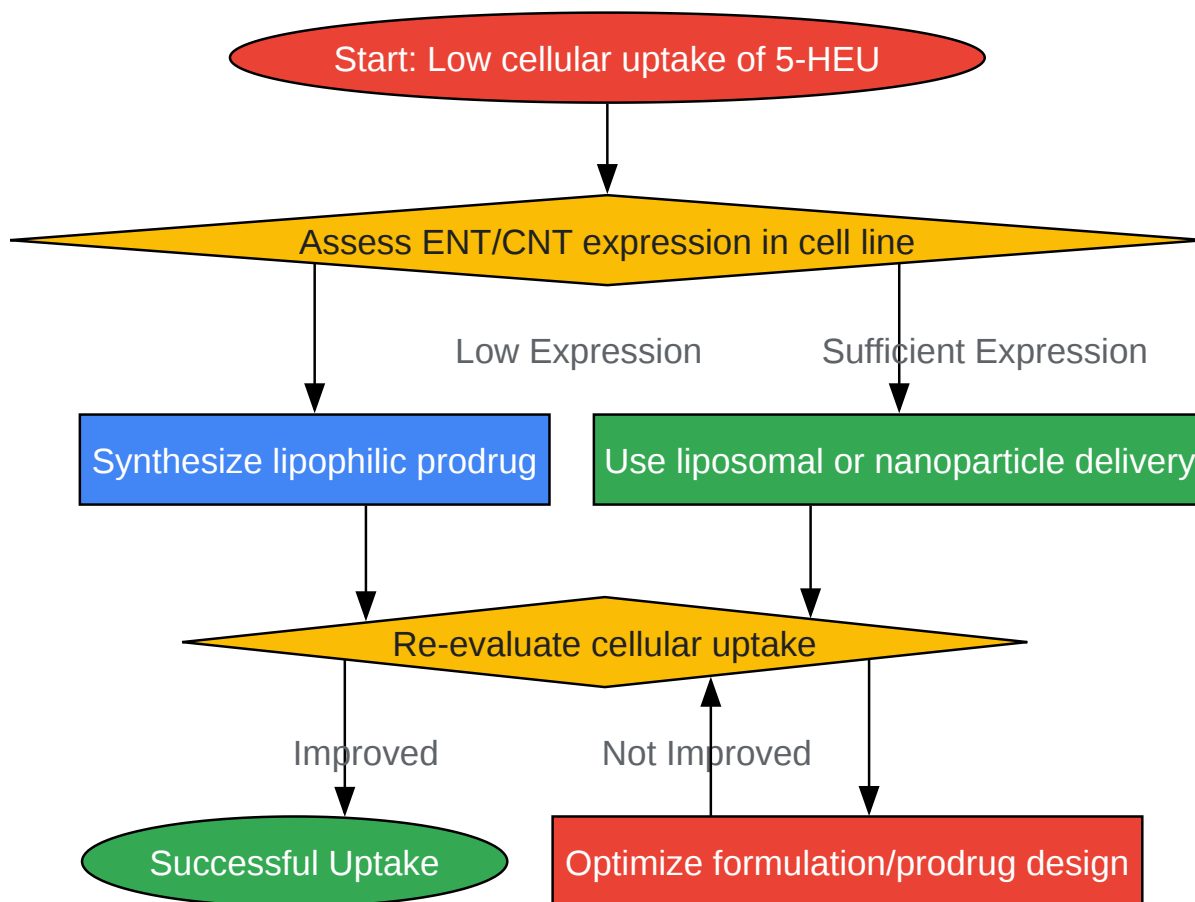 Start: Low cellular uptake of 5-HEU
Assess ENT/CNT expression in cell line
Low Expression
Sufficient Expression
Synthesize lipophilic prodrug
Use liposomal or nanoparticle delivery
Re-evaluate cellular uptake
Improved
Not Improved
Successful Uptake
Optimize formulation/prodrug design